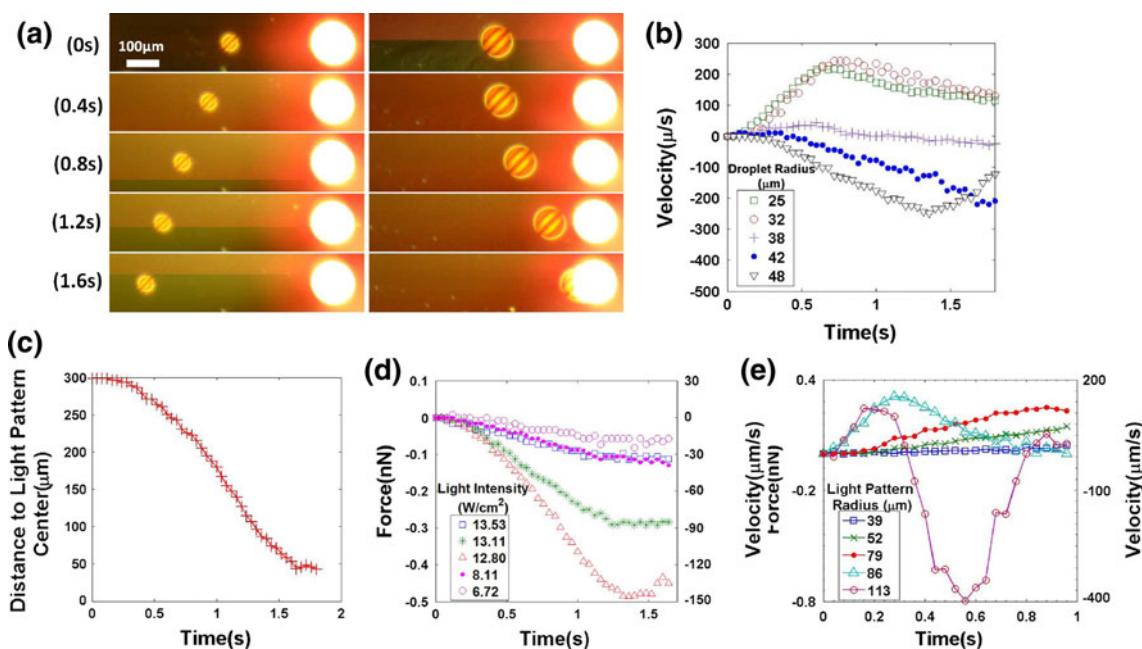 (a)
(0s)
100μm
(0.4s)
(0.8s)
(1.2s)
(1.6s)
(b)
300
200
100
0
-100
-200
-300
-400
-500
Velocity(μ/s)
Droplet Radius
(μm)
25
32
38
42
48
0 0.5 1 1.5
Time(s)
(c)
300
250
200
150
100
50
0
Distance to Light Pattern
Center(μm)
0 0.5 1 1.5 2
Time(s)
(d)
0.1
0
-0.1
-0.2
-0.3
-0.4
-0.5
Force(nN)
Light Intensity
(W/cm²)
13.53
13.11
12.80
8.11
6.72
30
0
-30
-60
-90
-120
-150
Velocity(μm/s)
0 0.5 1 1.5
Time(s)
(e)
0.4
-0.2
-0.8
Force(nN)
Light Pattern
Radius (μm)
39
52
79
86
113
200
-100
-400
Velocity(μm/s)
0 0.2 0.4 0.6 0.8 1
Time(s)